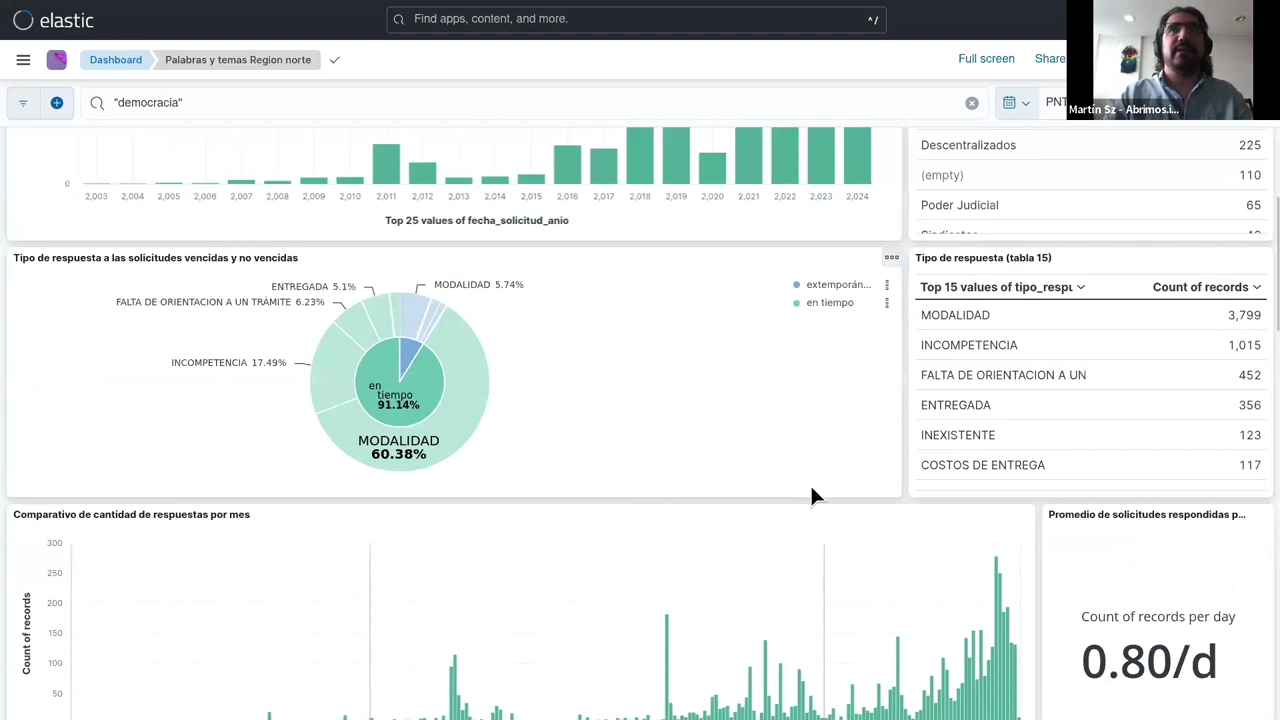 elastic
Find apps, content, and more.
^/
Dashboard
Palabras y temas Region norte
Full screen
Share
"democracia"
PNT
Martín Sz - Abrimos.i...
0
2,003 2,004 2,005 2,006 2,007 2,008 2,009 2,010 2,011 2,012 2,013 2,014 2,015 2,016 2,017 2,018 2,019 2,020 2,021 2,022 2,023 2,024
Top 25 values of fecha_solicitud_anio
Descentralizados 225
(empty) 110
Poder Judicial 65
Tipo de respuesta a las solicitudes vencidas y no vencidas
ENTREGADA 5.1%
MODALIDAD 5.74%
FALTA DE ORIENTACION A UN TRAMITE 6.23%
INCOMPETENCIA 17.49%
en
tiempo
91.14%
MODALIDAD
60.38%
extemporán...
en tiempo
Tipo de respuesta (tabla 15)
Top 15 values of tipo_respu Count of records
MODALIDAD 3,799
INCOMPETENCIA 1,015
FALTA DE ORIENTACION A UN 452
ENTREGADA 356
INEXISTENTE 123
COSTOS DE ENTREGA 117
Comparativo de cantidad de respuestas por mes
Count of records
300
250
200
150
100
50
Promedio de solicitudes respondidas p...
Count of records per day
0.80/d